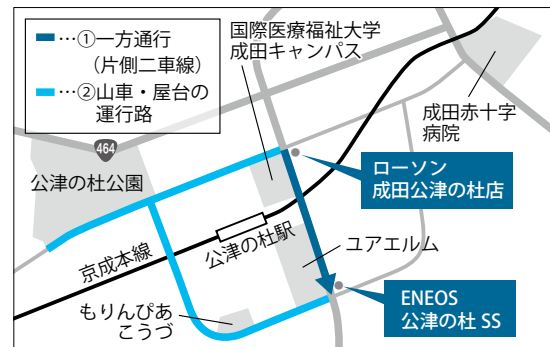 …①一方通行
（片側二車線）
…②山車・屋台の
運行路
国際医療福祉大学
成田キャンパス
成田赤十字
病院
464
公津の杜公園
ローソン
成田公津の杜店
京成本線
公津の杜駅
ユアエルム
もりんぴあ
こうづ
ENEOS
公津の杜 SS